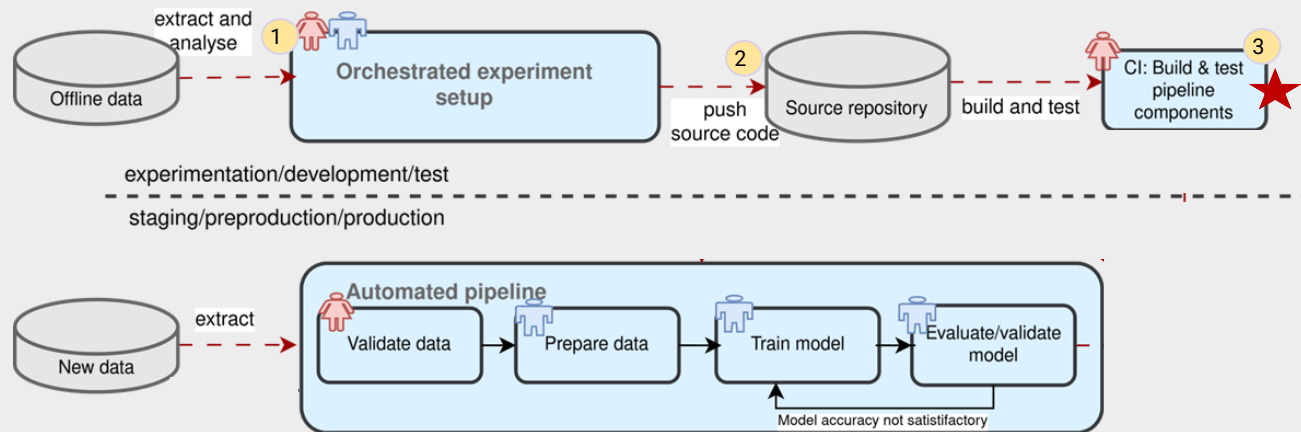 extract and
analyse
1
Offline data
Orchestrated experiment
setup
2
push
source code
Source repository
build and test
3
CI: Build & test
pipeline
components
experimentation/development/test
staging/preproduction/production
New data
extract
Automated pipeline
Validate data
Prepare data
Train model
Evaluate/validate
model
Model accuracy not satistifactory